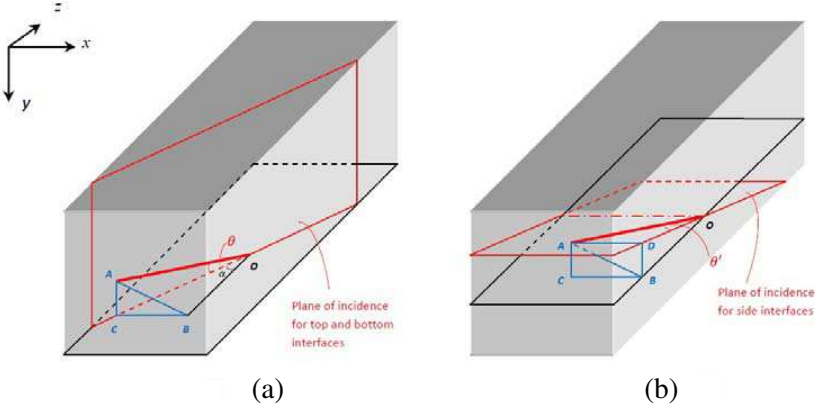 z
x
y
A
θ
α
O
C
B
Plane of incidence
for top and bottom
interfaces
(a)
A
D
O
θ'
C
B
Plane of incidence
for side interfaces
(b)